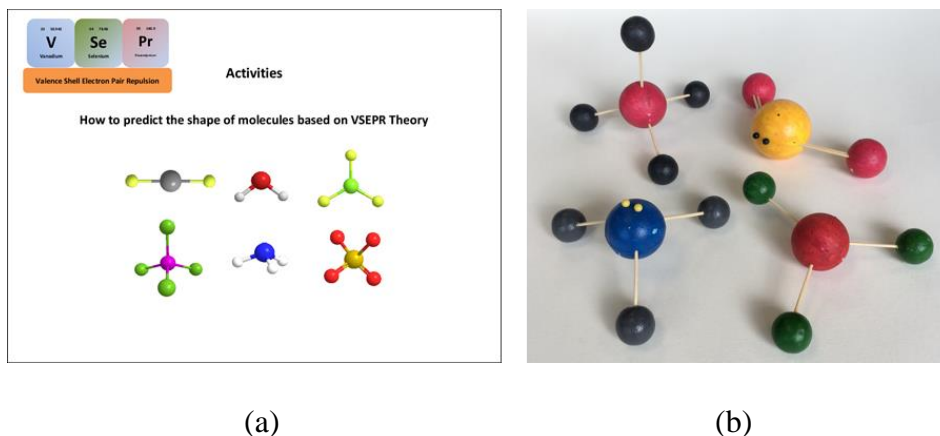 V
Se
Pr
Vanadium
Selenium
Valence Shell Electron Pair Repulsion
Activities
How to predict the shape of molecules based on VSEPR Theory
(a)
(b)